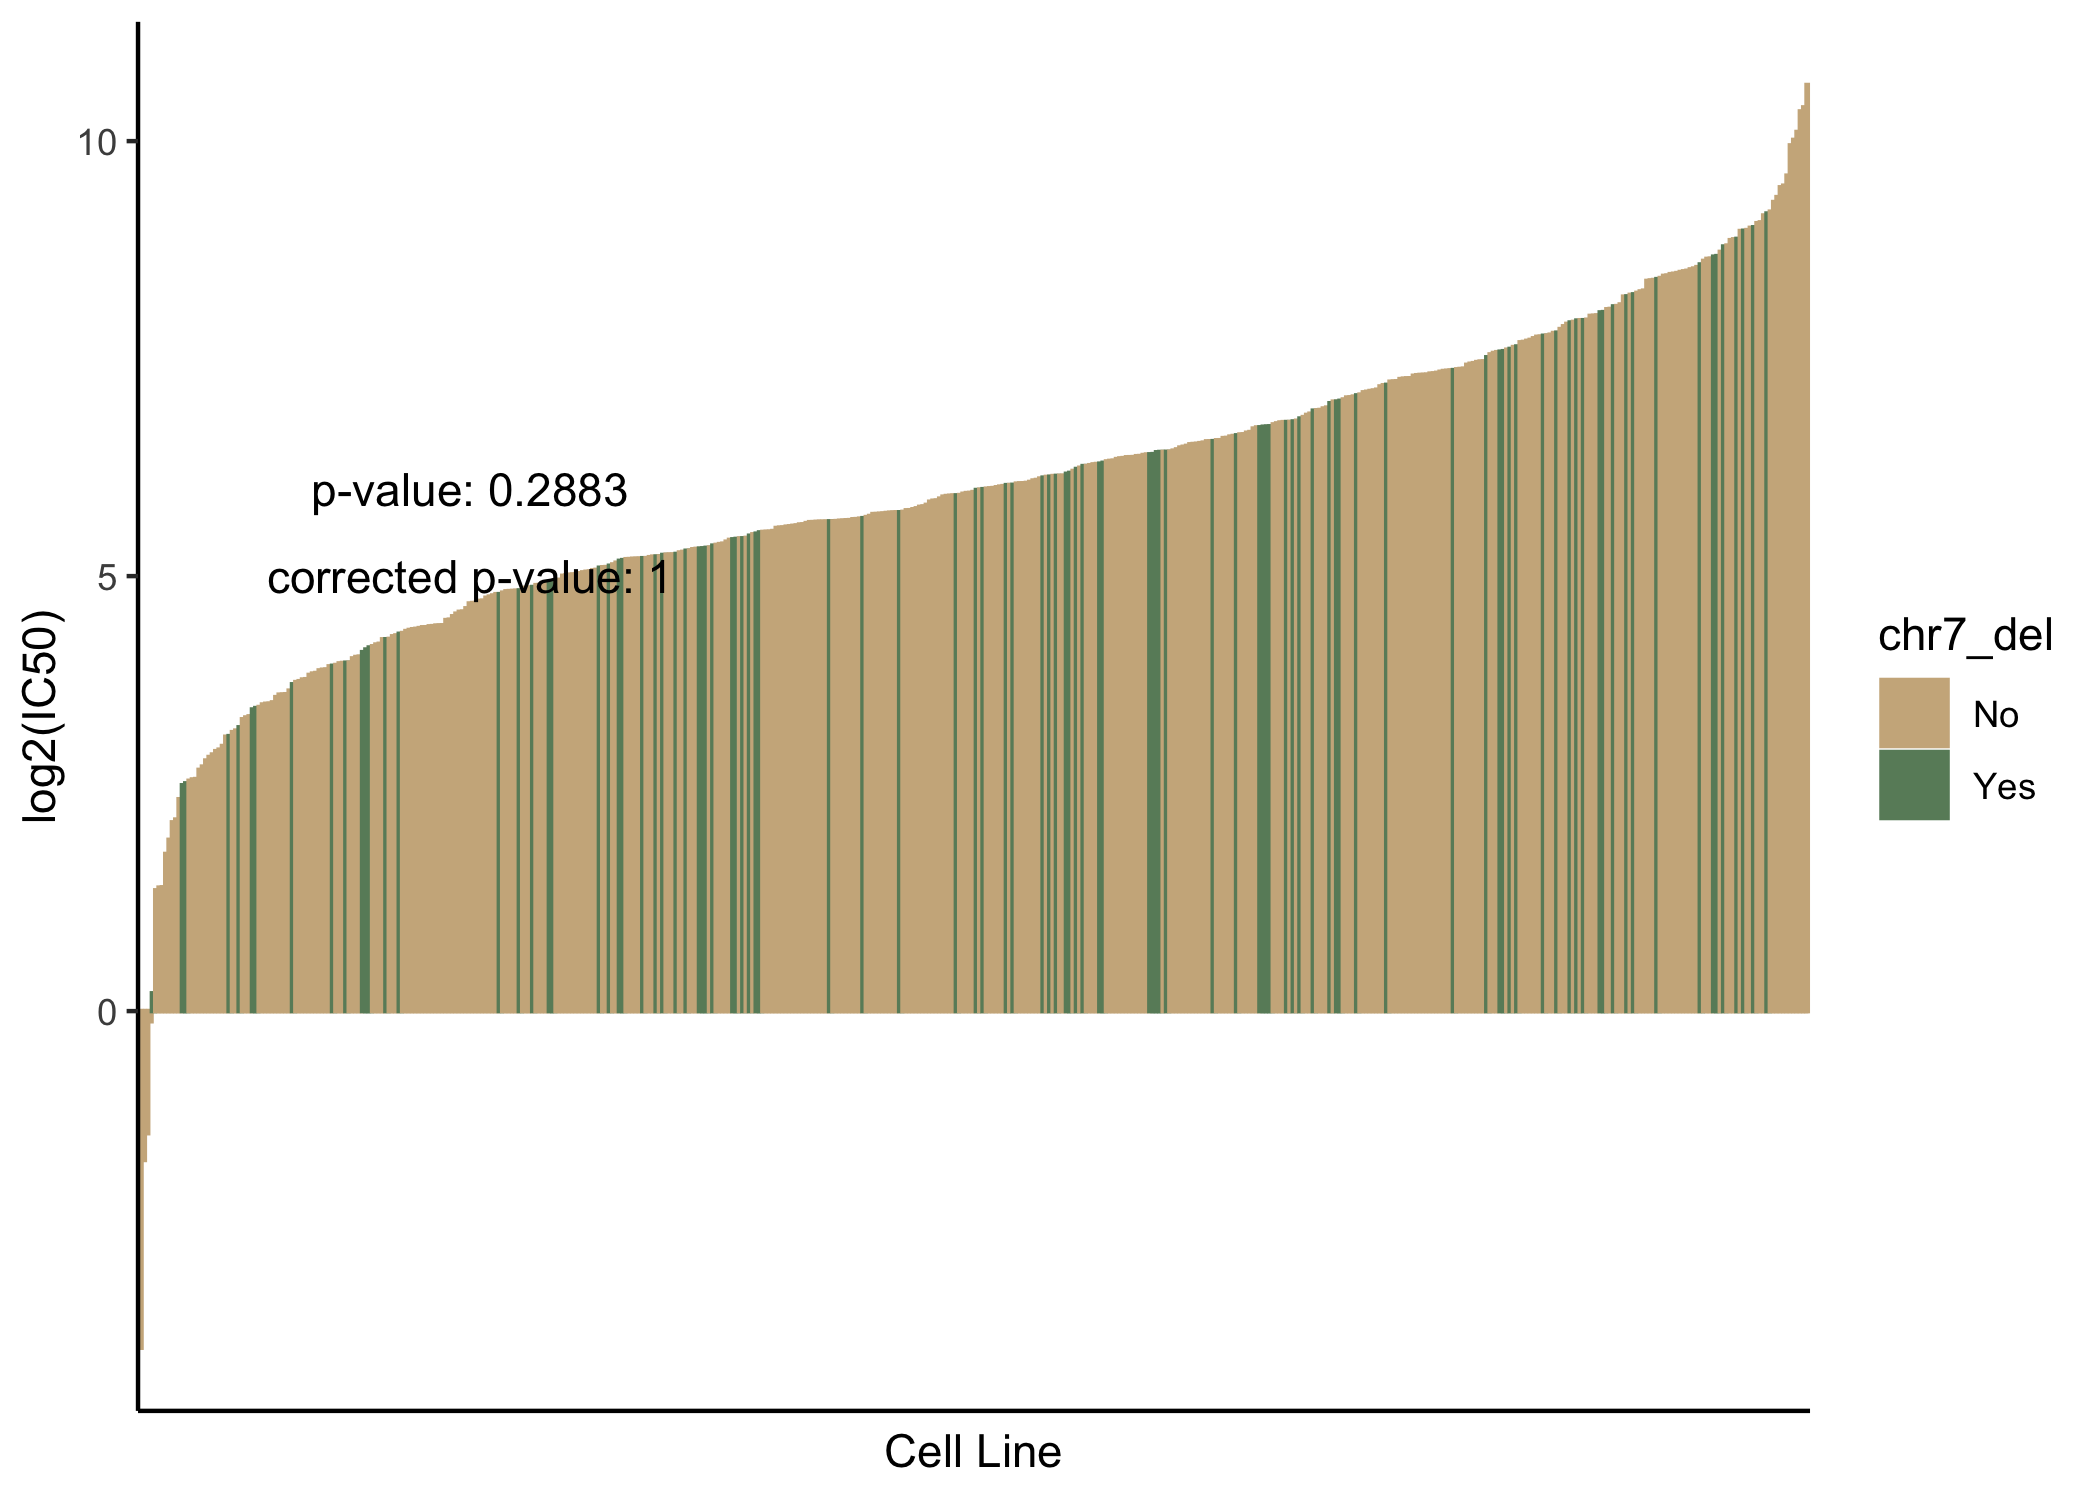 10
5
0
log2(IC50)
p-value: 0.2883
corrected p-value: 1
Cell Line
chr7_del
No
Yes